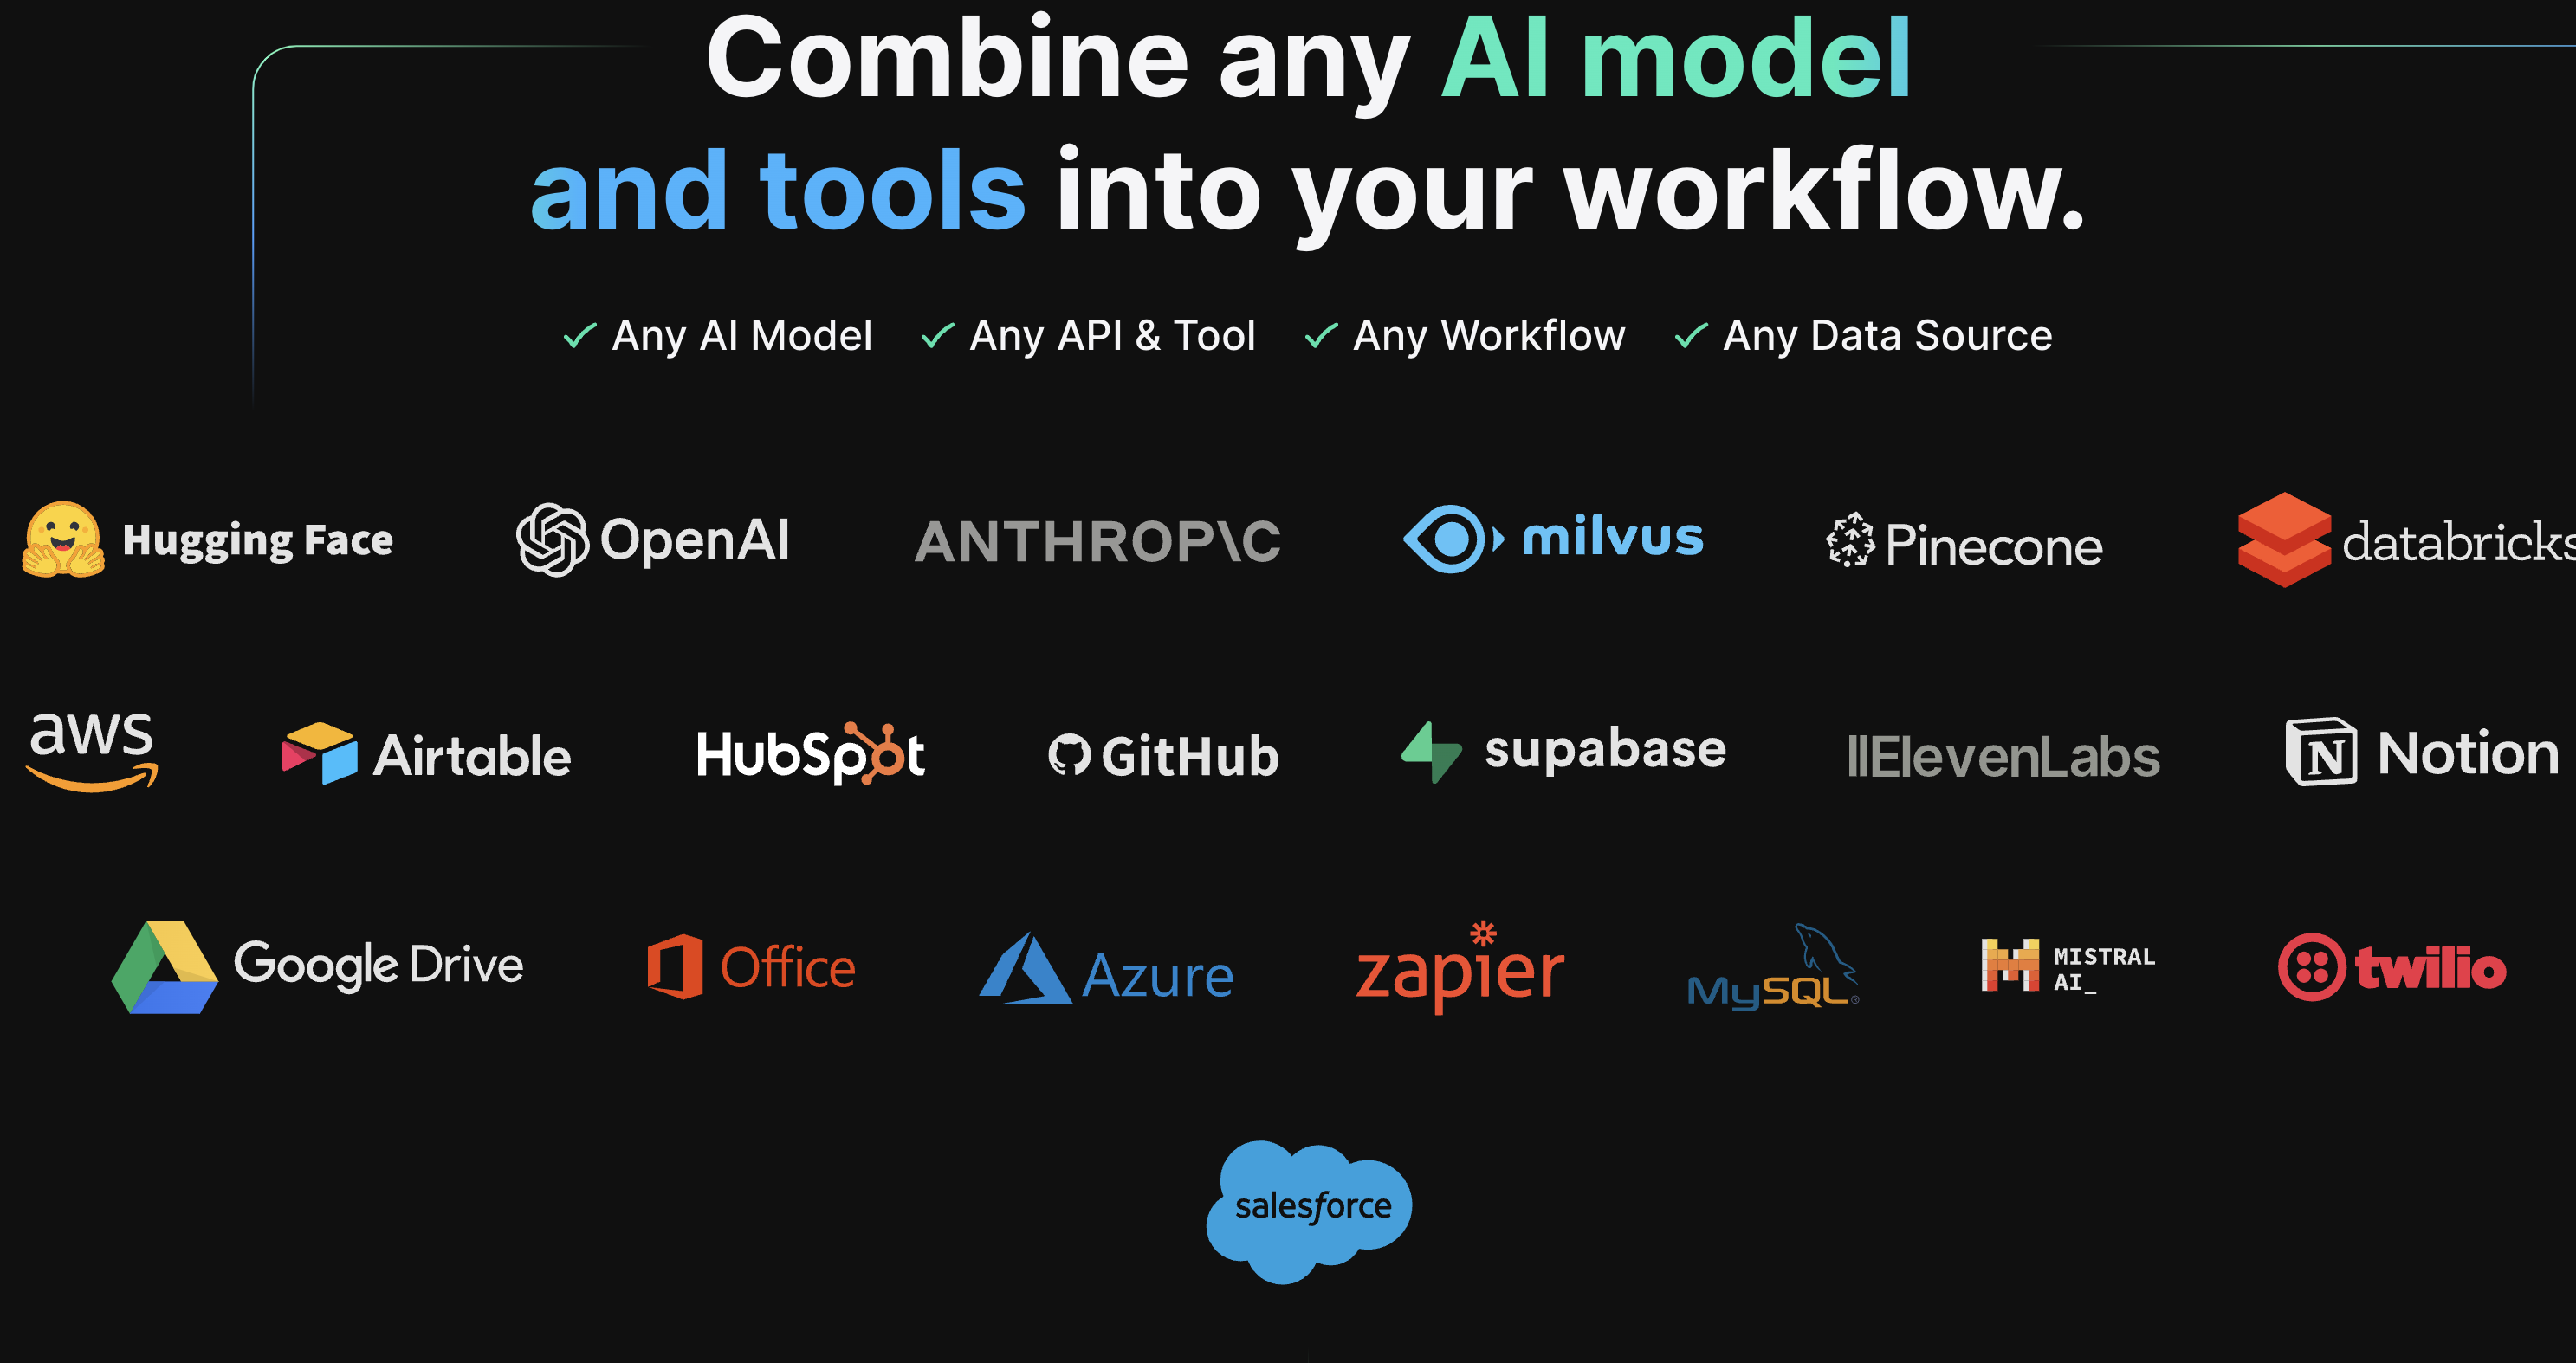 Combine any AI model
and tools into your workflow.
Any AI Model Any API & Tool Any Workflow Any Data Source
Hugging Face OpenAI ANTHROP\C milvus Pinecone databricks
aws Airtable HubSpot GitHub supabase IIElevenLabs N Notion
Google Drive Office Azure zapier MySQL® MISTRAL AI_ twilio
salesforce